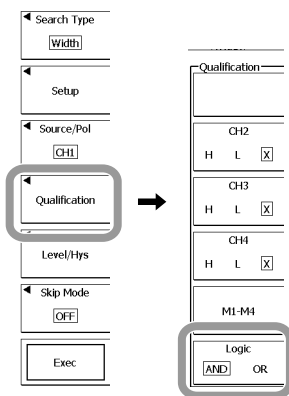 Search Type
Width
Setup
Source/Pol
CH1
Qualification
Level/Hys
Skip Mode
OFF
Exec
Qualification
CH2
H L X
CH3
H L X
CH4
H L X
M1-M4
Logic
AND OR